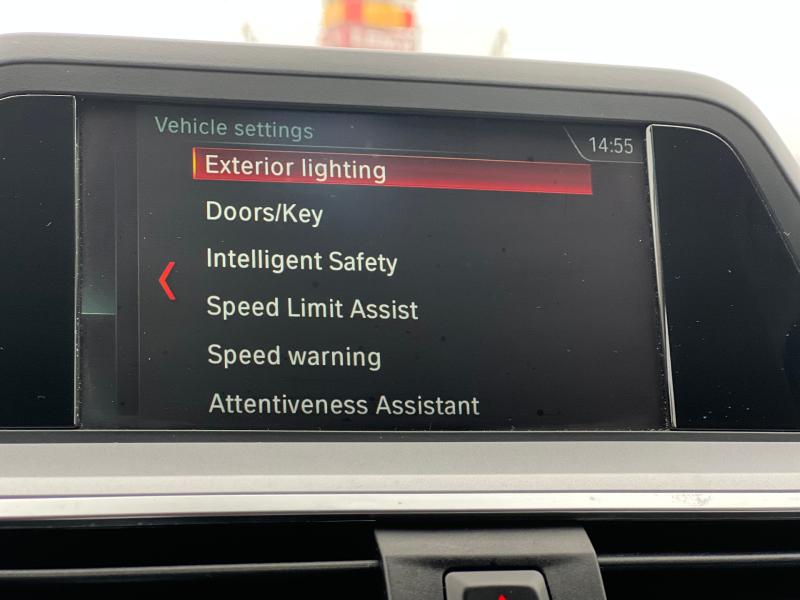 Vehicle settings
14:55
Exterior lighting
Doors/Key
Intelligent Safety
Speed Limit Assist
Speed warning
Attentiveness Assistant